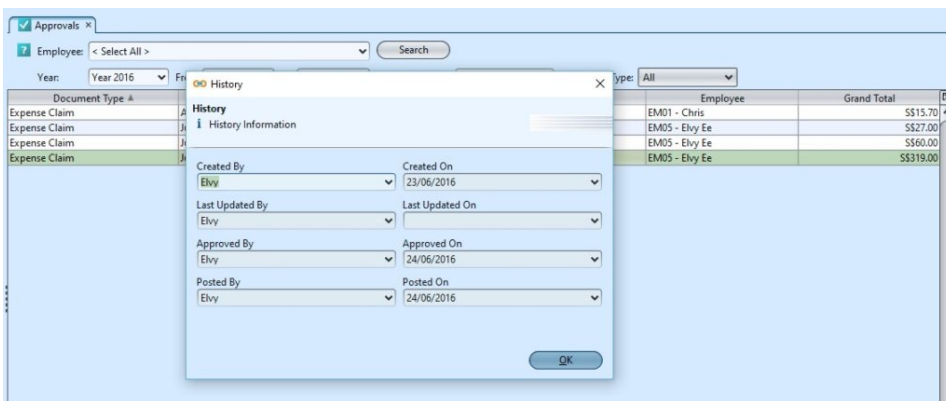 Approvals
Employee: < Select All > Search
Year: Year 2016 Type: All
Document Type Employee Grand Total
Expense Claim EM01 - Chris S$15.70
Expense Claim EM05 - Elvy Ee S$27.00
Expense Claim EM05 - Elvy Ee S$60.00
Expense Claim EM05 - Elvy Ee S$319.00
History
History
History Information
Created By Created On
Elvy 23/06/2016
Last Updated By Last Updated On
Elvy
Approved By Approved On
Elvy 24/06/2016
Posted By Posted On
Elvy 24/06/2016
OK